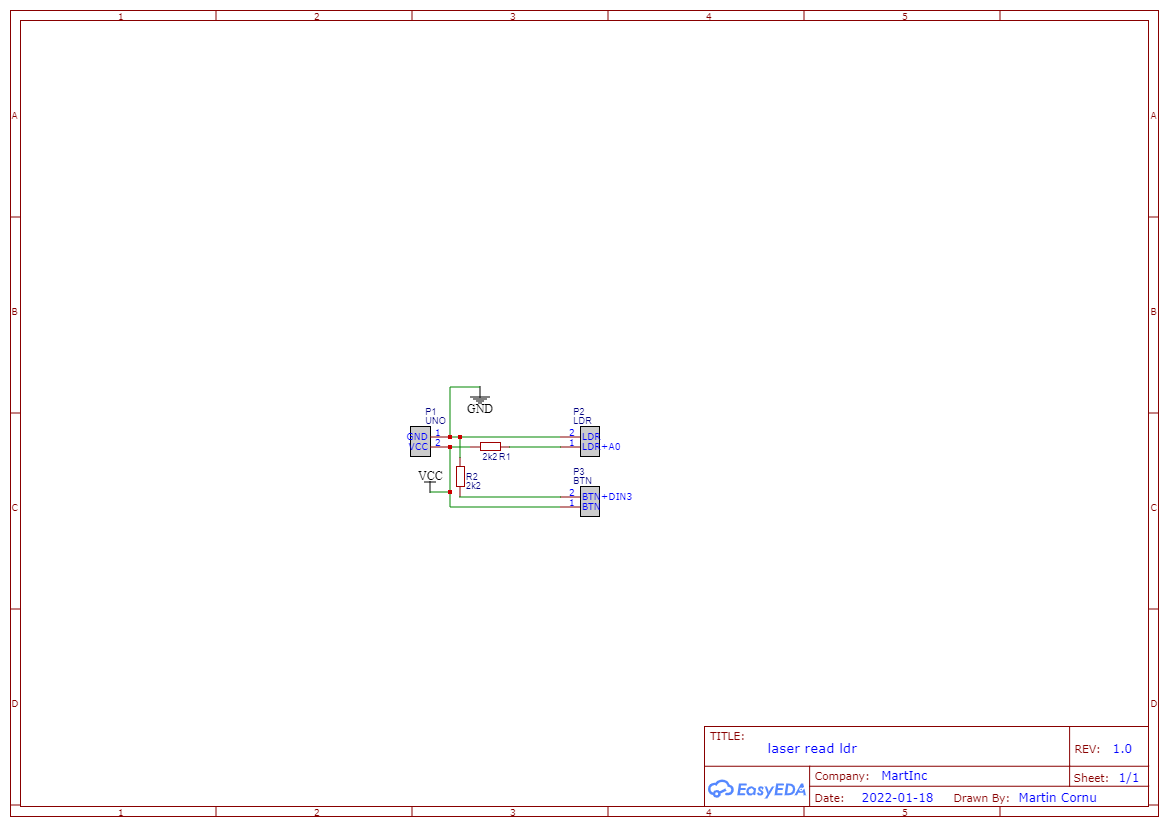 1 2 3 4 5
A A
B B
C C
D D
GND
P1
UNO
GND 1
VCC 2
P2
LDR
2 LDR
1 LDR+A0
2k2 R1
VCC
R2
2k2
P3
BTN
2 BTN+DIN3
1 BTN
TITLE:
laser read ldr
REV: 1.0
EasyEDA
Company: MartInc
Sheet: 1/1
Date: 2022-01-18 Drawn By: Martin Cornu
1 2 3 4 5